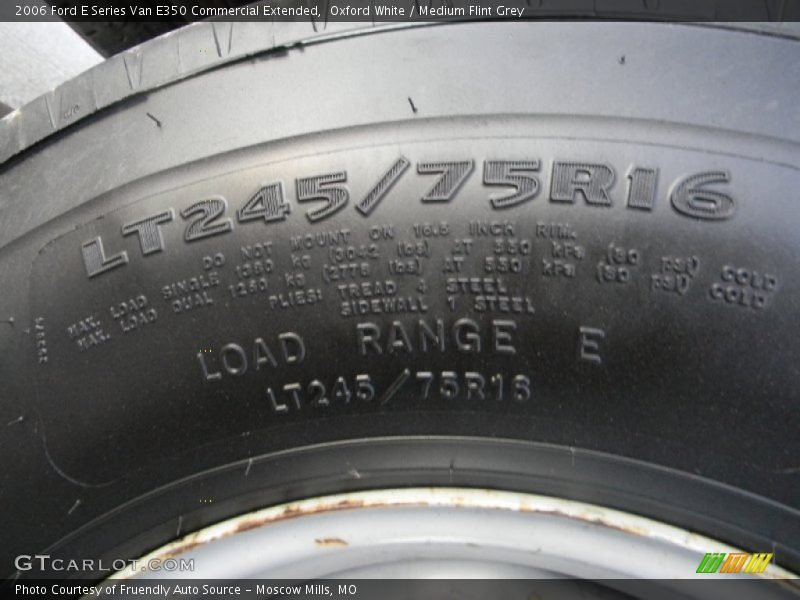 2006 Ford E Series Van E350 Commercial Extended, / Oxford White / Medium Flint Grey
LT245/75R16
DO NOT MOUNT ON 16.5 INCH RIM.
MAX. LOAD SINGLE 1380 kg (3042 lbs) AT 550 kPa (80 PSI) COLD
MAX. LOAD DUAL 1260 kg (2778 lbs) AT 550 kPa (80 PSI) COLD
PLIES: TREAD 4 STEEL
SIDEWALL 1 STEEL
LOAD RANGE E
LT245/75R16
GTCARLOT.COM
Photo Courtesy of Fruendly Auto Source – Moscow Mills, MO